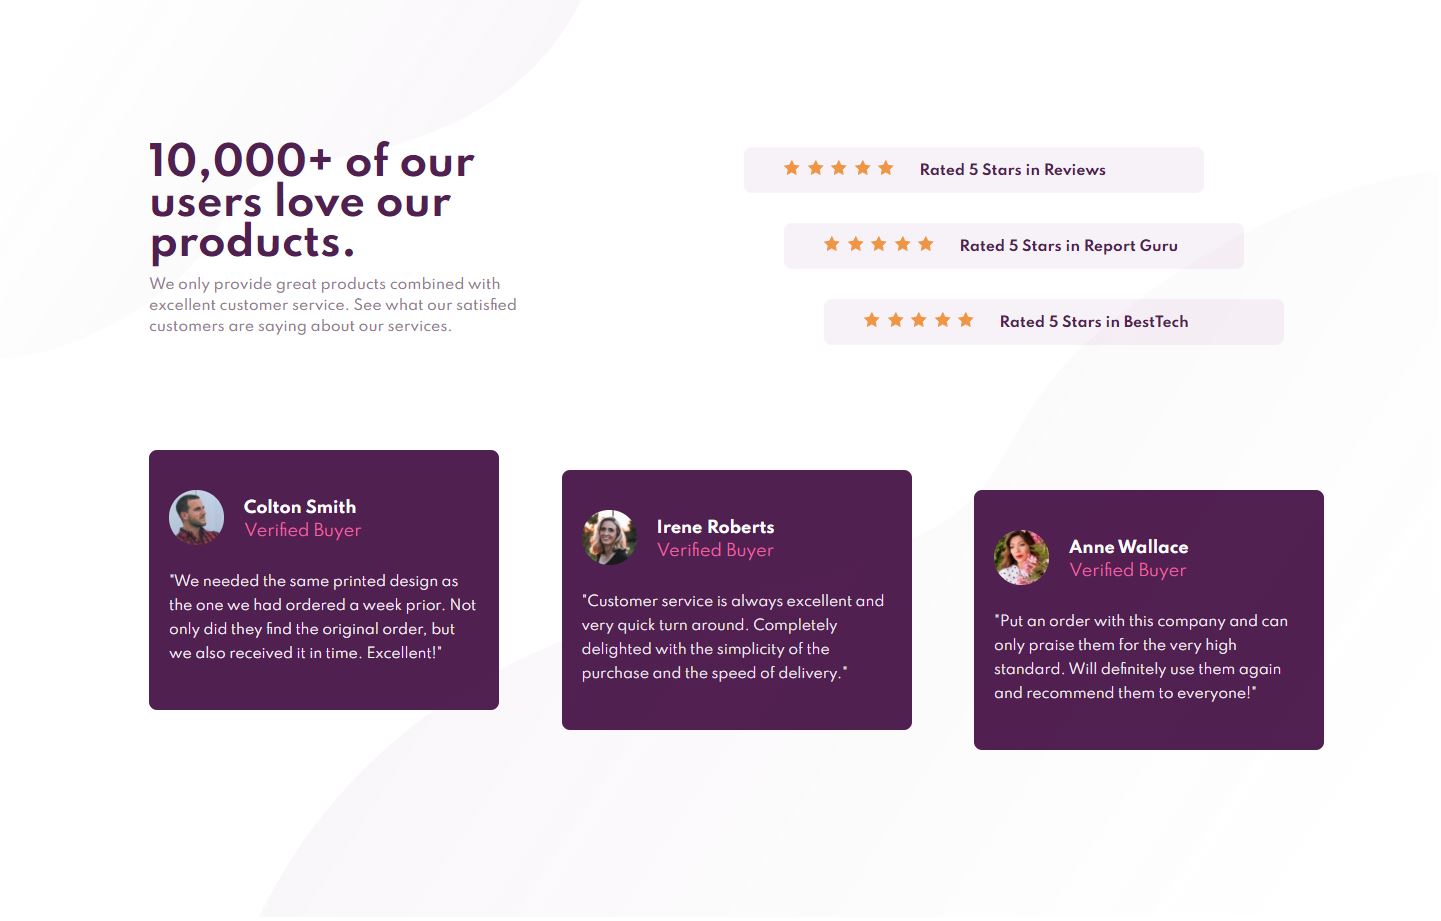 10,000+ of our
users love our
products.
We only provide great products combined with
excellent customer service. See what our satisfied
customers are saying about our services.
Rated 5 Stars in Reviews
Rated 5 Stars in Report Guru
Rated 5 Stars in BestTech
Colton Smith
Verified Buyer
"We needed the same printed design as
the one we had ordered a week prior. Not
only did they find the original order, but
we also received it in time. Excellent!"
Irene Roberts
Verified Buyer
"Customer service is always excellent and
very quick turn around. Completely
delighted with the simplicity of the
purchase and the speed of delivery."
Anne Wallace
Verified Buyer
"Put an order with this company and can
only praise them for the very high
standard. Will definitely use them again
and recommend them to everyone!"